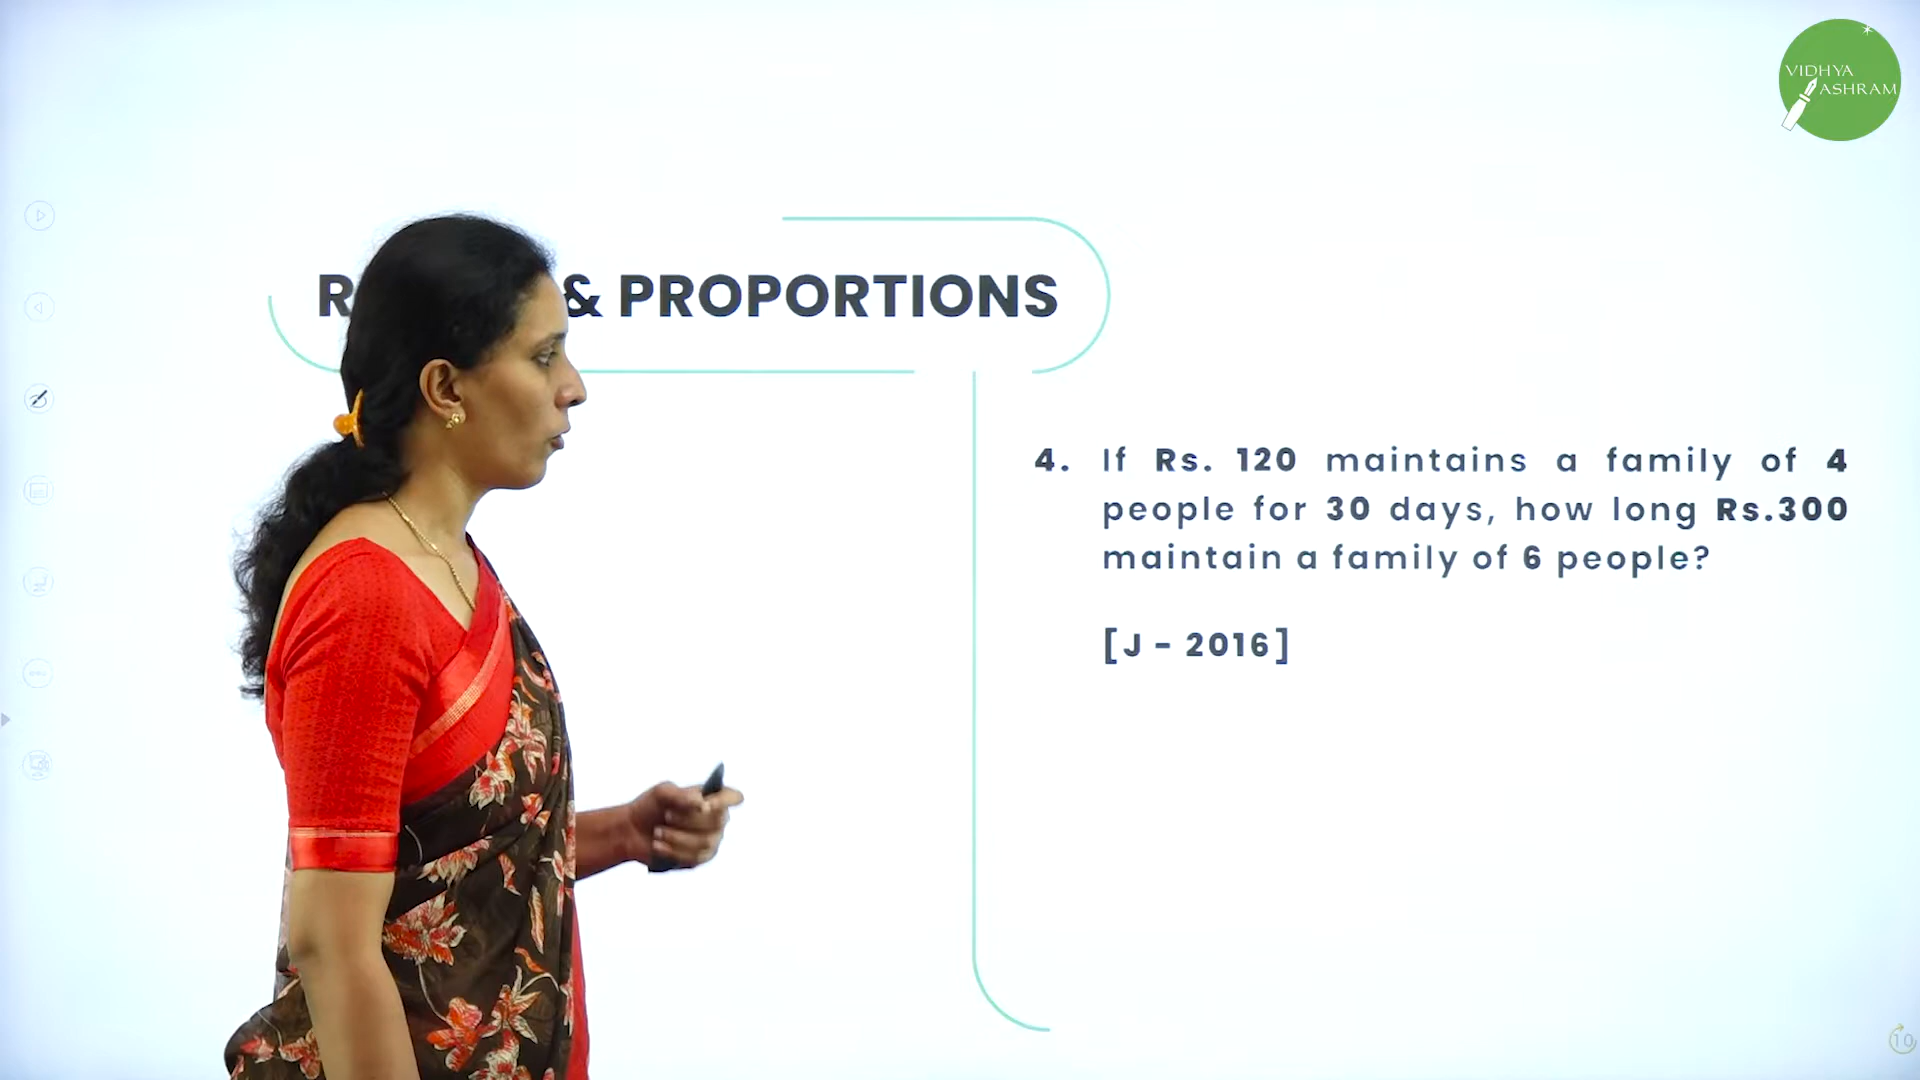 VIDHYA
ASHRAM
& PROPORTIONS
4. If Rs. 120 maintains a family of 4
people for 30 days, how long Rs.300
maintain a family of 6 people?
[J - 2016]
10